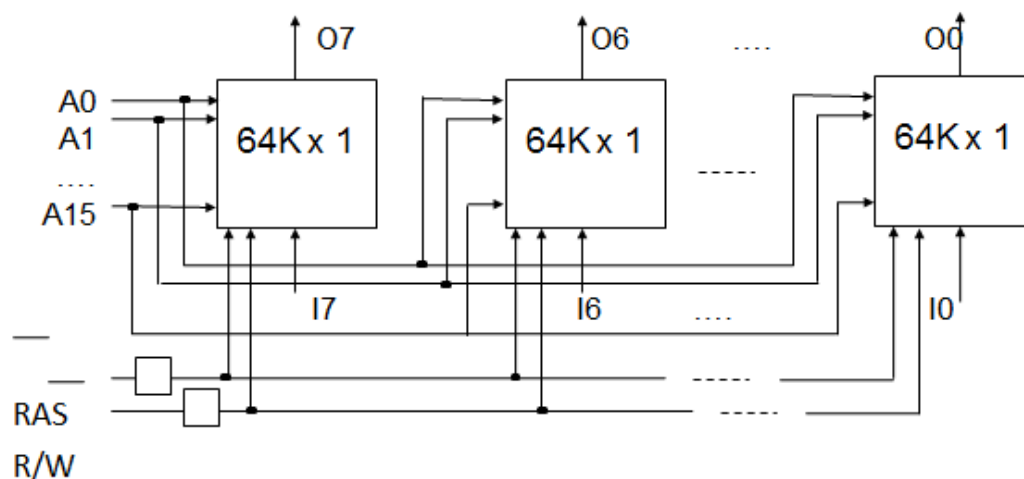 O7 O6 .... O0
A0
64K x 1 64K x 1 64K x 1
A1
....
A15
I7 I6 .... I0
RAS
R/W